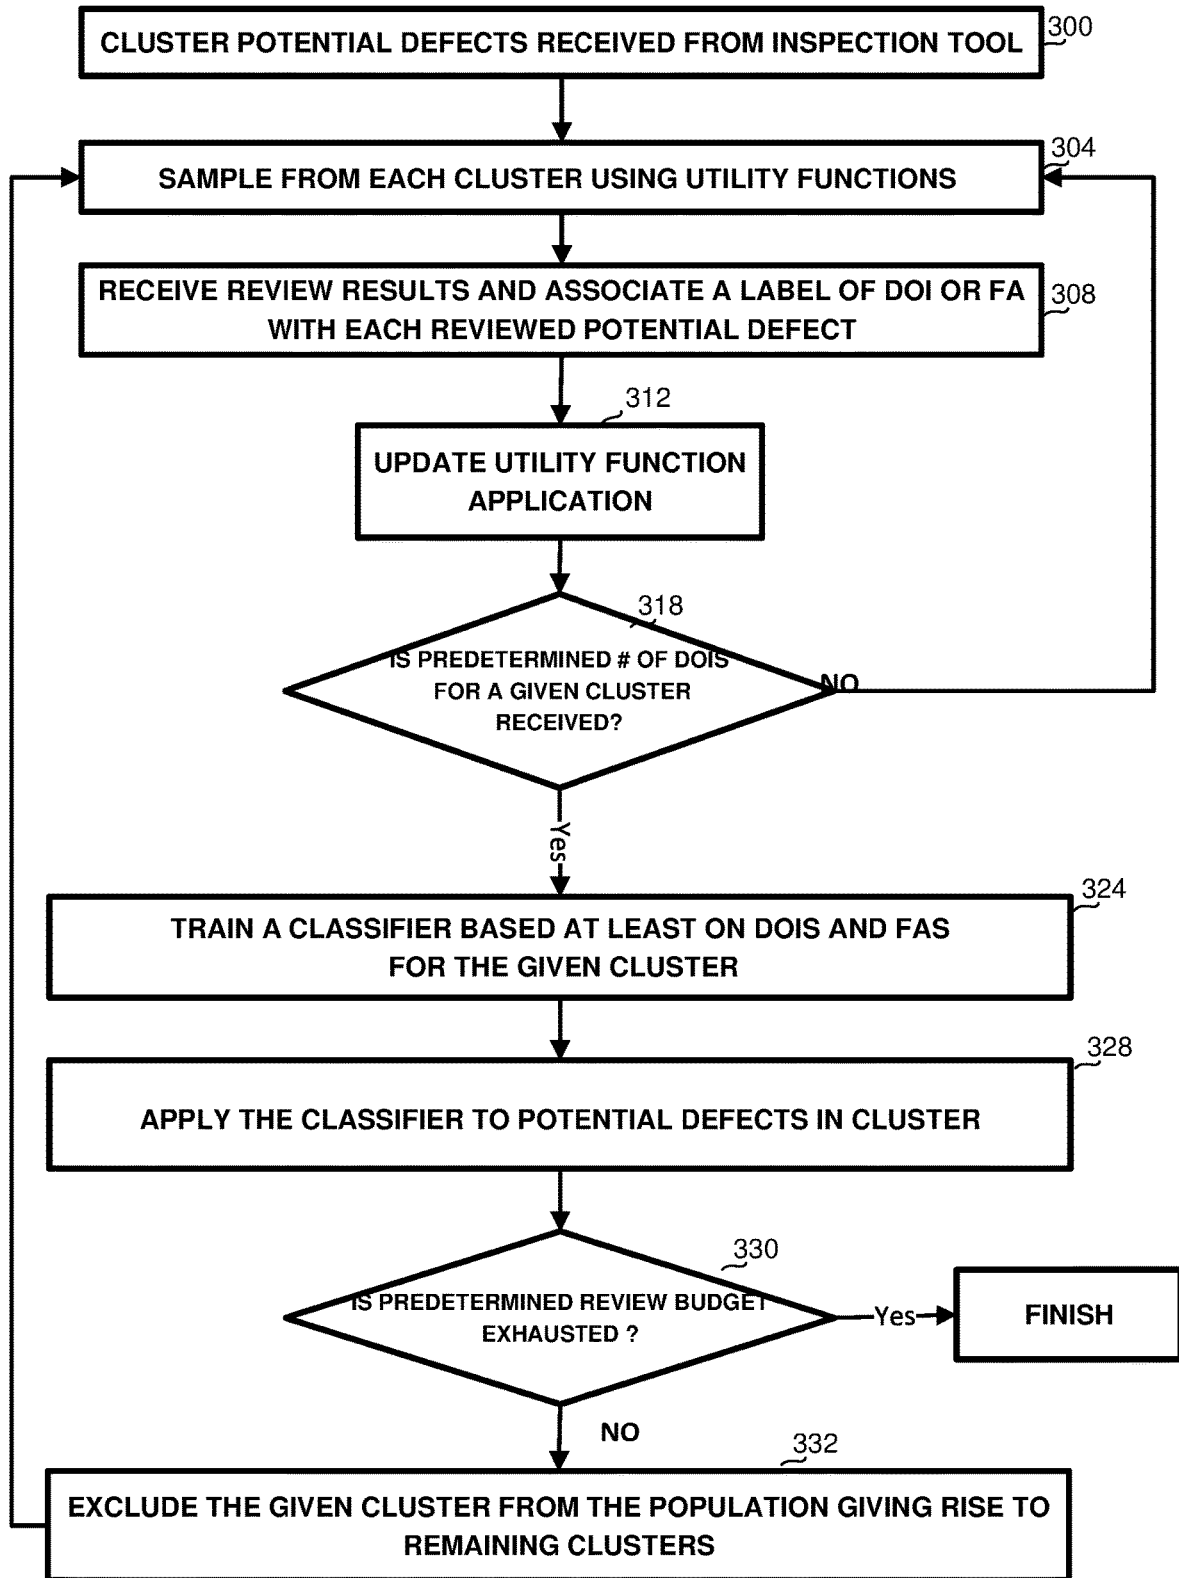 CLUSTER POTENTIAL DEFECTS RECEIVED FROM INSPECTION TOOL
300
SAMPLE FROM EACH CLUSTER USING UTILITY FUNCTIONS
304
RECEIVE REVIEW RESULTS AND ASSOCIATE A LABEL OF DOI OR FA
WITH EACH REVIEWED POTENTIAL DEFECT
308
312
UPDATE UTILITY FUNCTION
APPLICATION
318
IS PREDETERMINED # OF DOIS
FOR A GIVEN CLUSTER
RECEIVED?
NO
Yes
324
TRAIN A CLASSIFIER BASED AT LEAST ON DOIS AND FAS
FOR THE GIVEN CLUSTER
328
APPLY THE CLASSIFIER TO POTENTIAL DEFECTS IN CLUSTER
330
IS PREDETERMINED REVIEW BUDGET
EXHAUSTED ?
Yes
FINISH
NO
332
EXCLUDE THE GIVEN CLUSTER FROM THE POPULATION GIVING RISE TO
REMAINING CLUSTERS